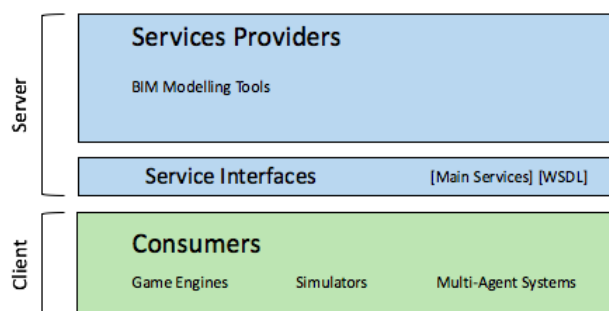 Server
Services Providers
BIM Modelling Tools
Service Interfaces [Main Services] [WSDL]
Client
Consumers
Game Engines Simulators Multi-Agent Systems